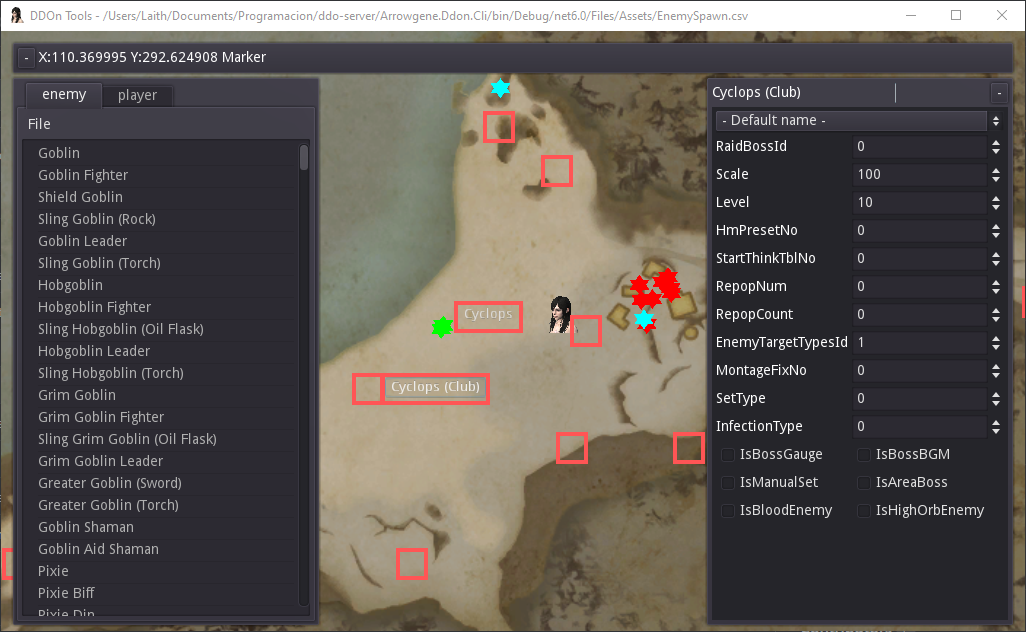 DDOn Tools - /Users/Laith/Documents/Programacion/ddo-server/Arrowgene.Ddon.Cli/bin/Debug/net6.0/Files/Assets/EnemySpawn.csv
- X:110.369995 Y:292.624908 Marker
enemy player
File
Goblin
Goblin Fighter
Shield Goblin
Sling Goblin (Rock)
Goblin Leader
Sling Goblin (Torch)
Hobgoblin
Hobgoblin Fighter
Sling Hobgoblin (Oil Flask)
Hobgoblin Leader
Sling Hobgoblin (Torch)
Grim Goblin
Grim Goblin Fighter
Sling Grim Goblin (Oil Flask)
Grim Goblin Leader
Greater Goblin (Sword)
Greater Goblin (Torch)
Goblin Shaman
Goblin Aid Shaman
Pixie
Pixie Biff
Pixie Din
Cyclops
Cyclops (Club)
Cyclops (Club) -
- Default name -
RaidBossId 0
Scale 100
Level 10
HmPresetNo 0
StartThinkTblNo 0
RepopNum 0
RepopCount 0
EnemyTargetTypesId 1
MontageFixNo 0
SetType 0
InfectionType 0
IsBossGauge IsBossBGM
IsManualSet IsAreaBoss
IsBloodEnemy IsHighOrbEnemy